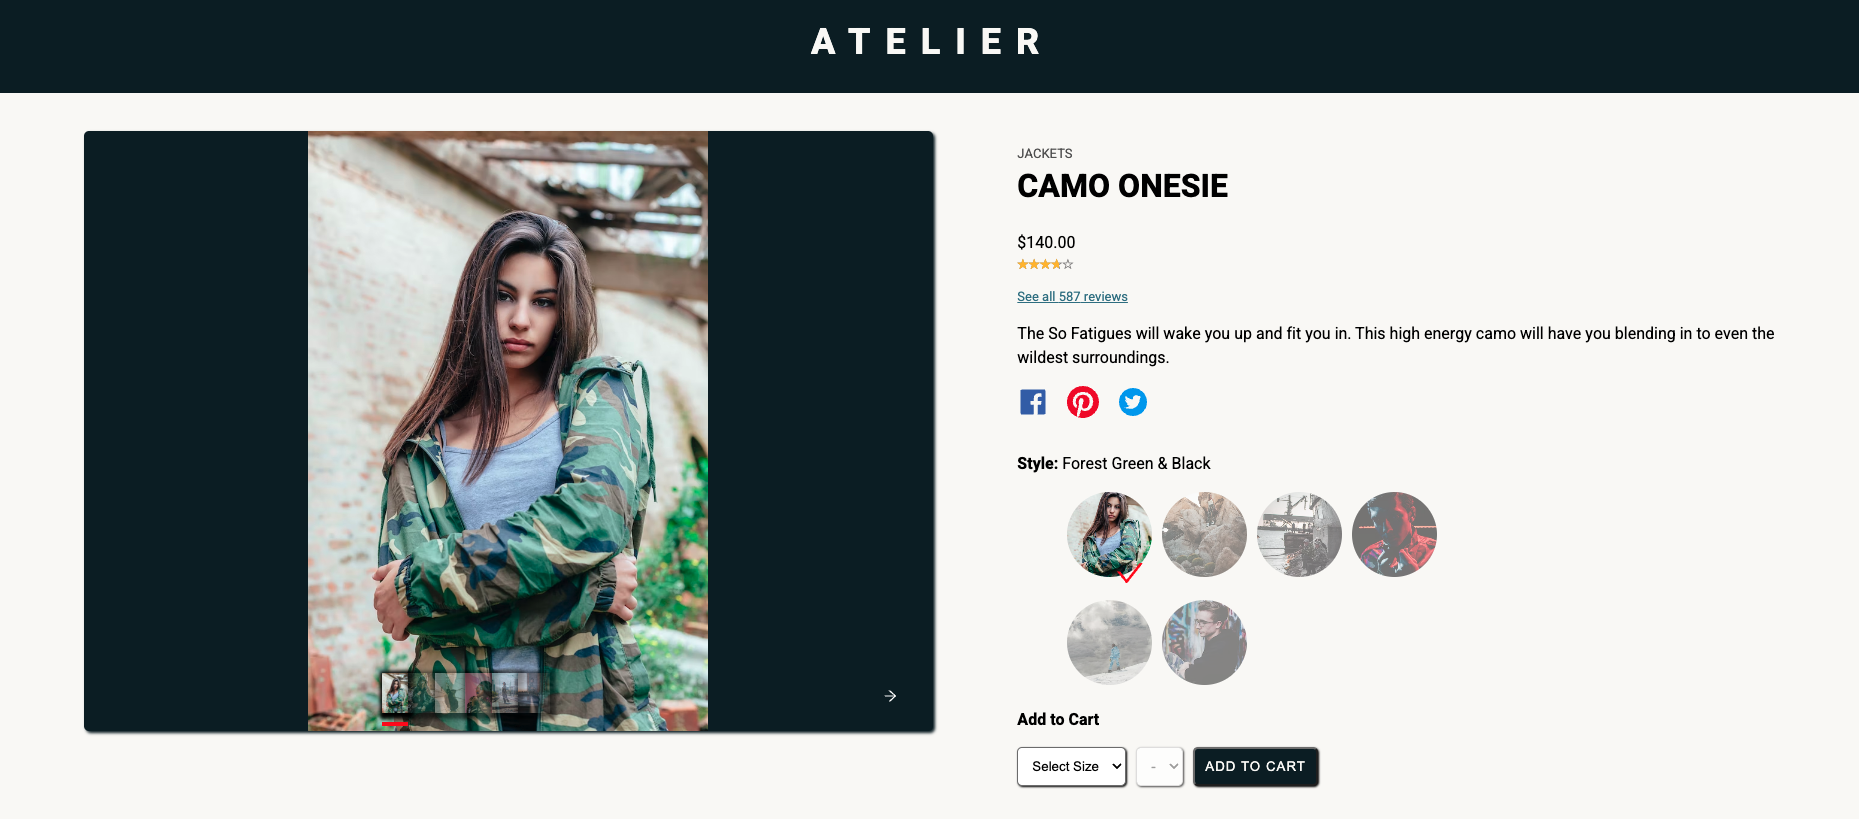 ATELIER
JACKETS
CAMO ONESIE
$140.00
See all 587 reviews
The So Fatigues will wake you up and fit you in. This high energy camo will have you blending in to even the
wildest surroundings.
Style: Forest Green & Black
Add to Cart
Select Size - ADD TO CART